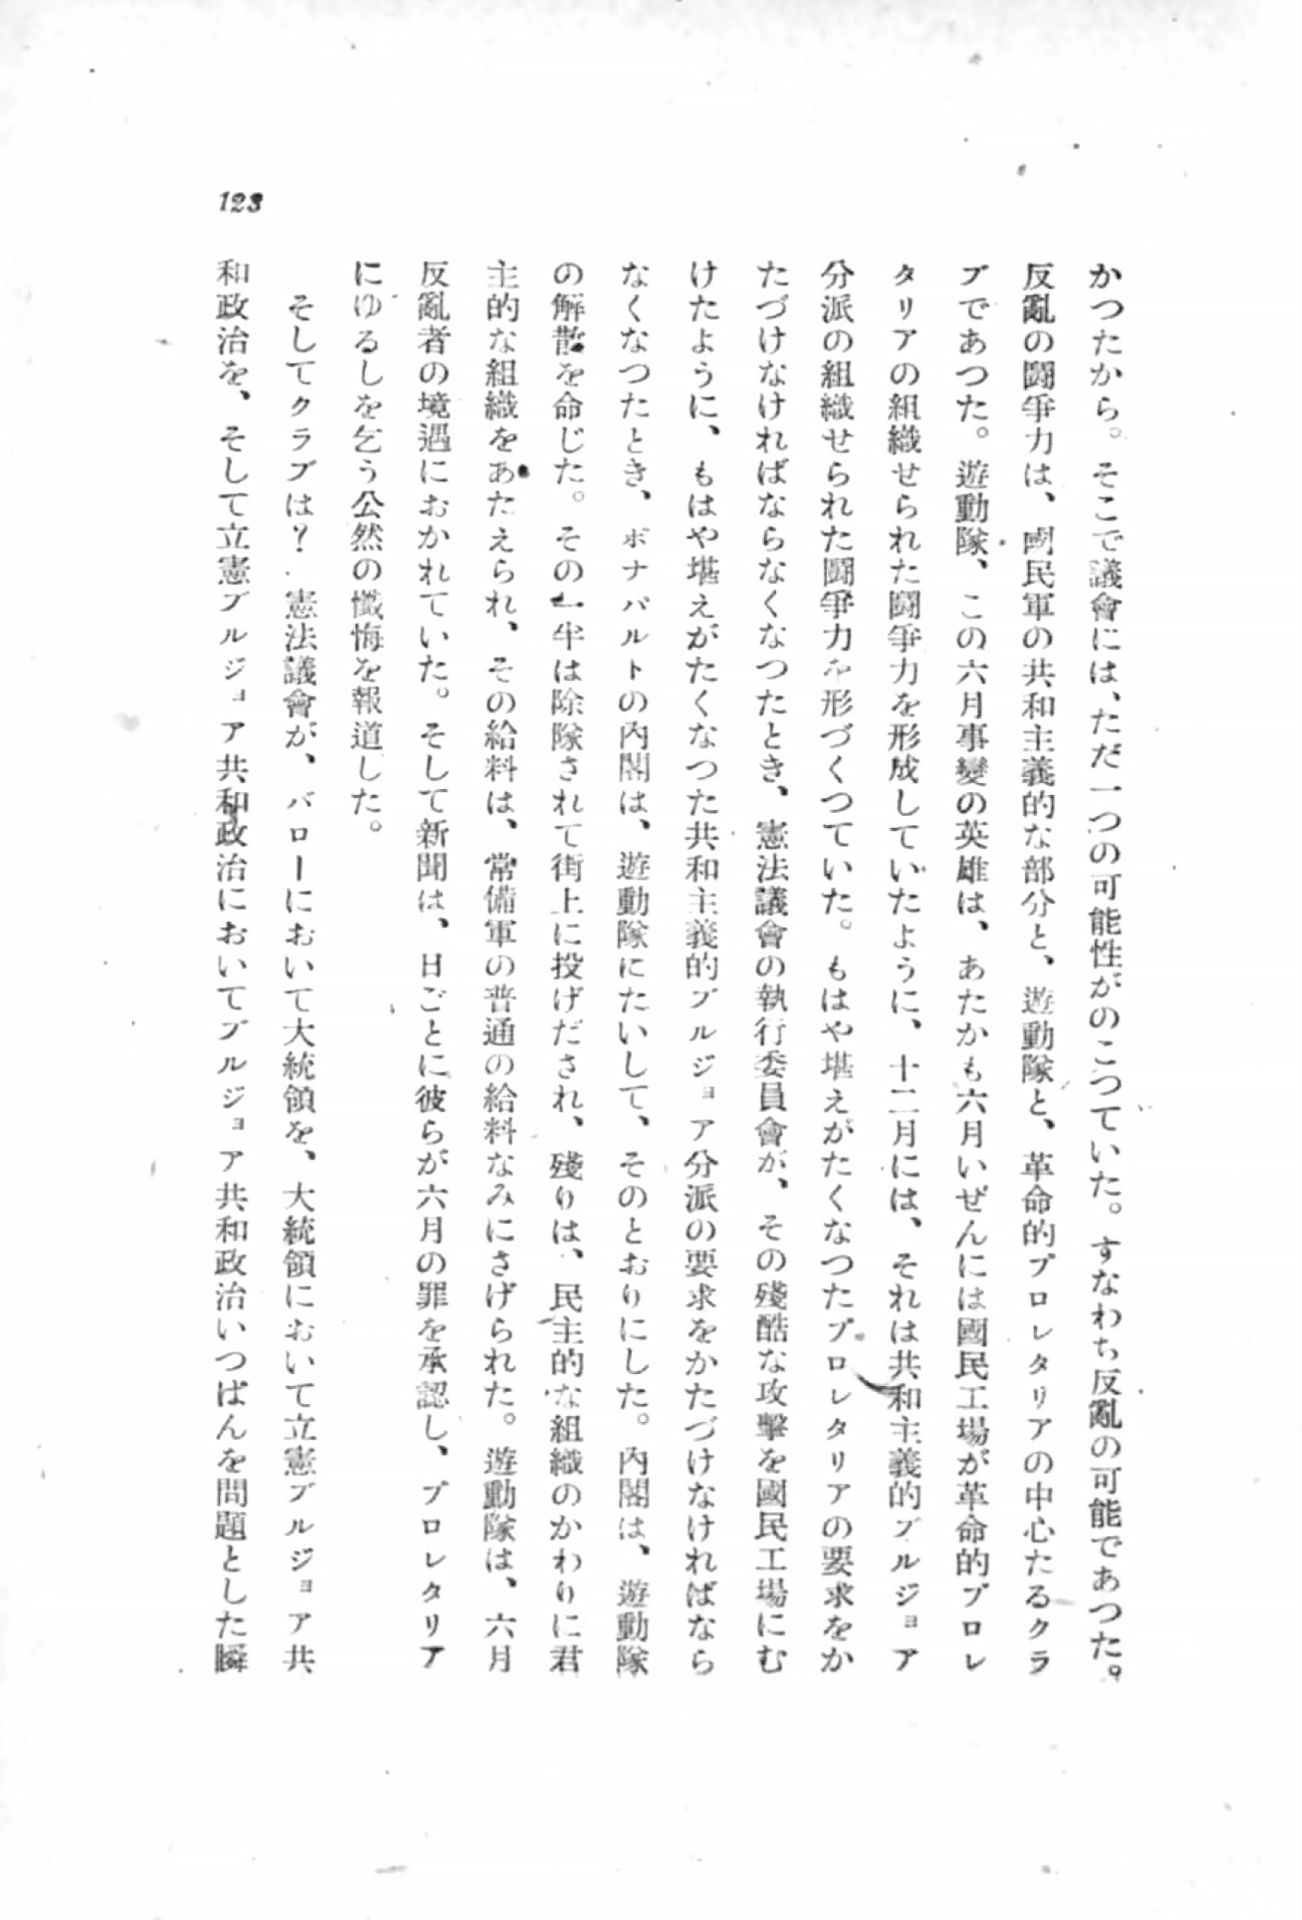 かつたから。そこで議會には、ただ一つの可能性がのこつていた。すなわち反亂の可能であつた。
反亂の闘爭力は、國民軍の共和主義的な部分と、遊動隊と、革命的プロレタリアの中心たるクラ
ブであつた。遊動隊、この六月事變の英雄は、あたかも六月いぜんには國民工場が革命的プロレ
タリアの組織せられた闘爭力を形成していたように、十二月には、それは共和主義的ブルジョア
分派の組織せられた闘爭力を形づくつていた。もはや堪えがたくなつたプロレタリアの要求をか
たづけなければならなくなつたとき、憲法議會の執行委員會が、その殘酷な攻擊を國民工場にむ
けたように、もはや堪えがたくなつた共和主義的ブルジョア分派の要求をかたづけなければなら
なくなつたとき、ボナパルトの內閣は、遊動隊にたいして、そのとおりにした。內閣は、遊動隊
の解散を命じた。その一半は除隊されて街上に投げだされ、殘りは、民主的な組織のかわりに君
主的な組織をあたえられ、その給料は、常備軍の普通の給料なみにさげられた。遊動隊は、六月
反亂者の境遇におかれていた。そして新聞は、日ごとに彼らが六月の罪を承認し、プロレタリア
にゆるしを乞う公然の懺悔を報道した。
そしてクラブは？憲法議會が、バローにおいて大統領を、大統領において立憲ブルジョア共
和政治を、そして立憲ブルジョア共和政治においてブルジョア共和政治いつぱんを問題とした瞬
123